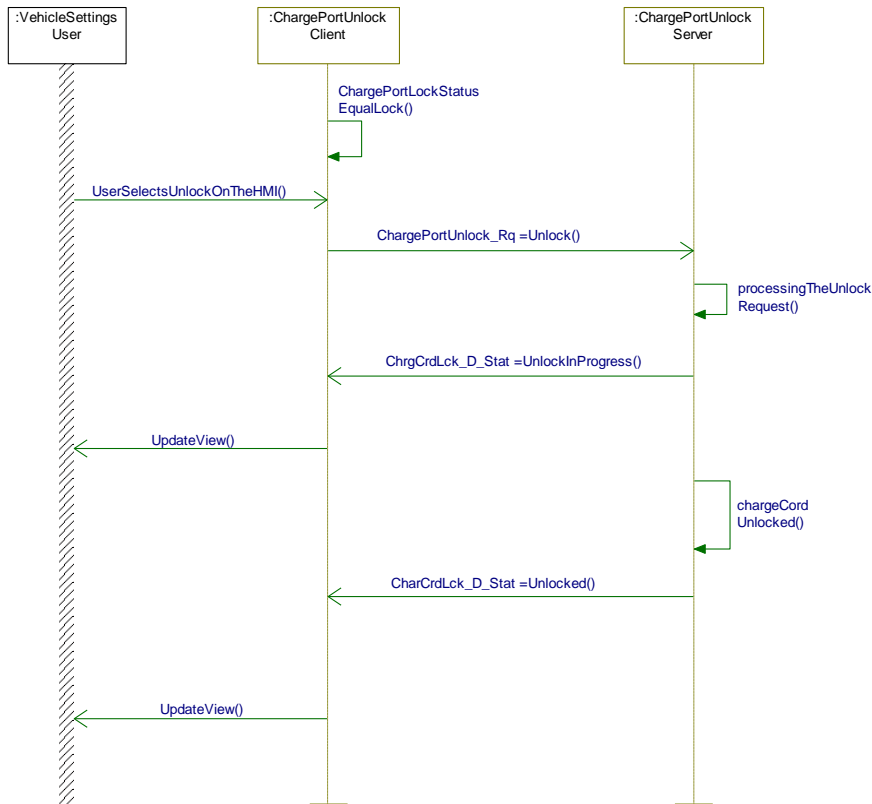 :VehicleSettings
User
:ChargePortUnlock
Client
:ChargePortUnlock
Server
ChargePortLockStatus
EqualLock()
UserSelectsUnlockOnTheHMI()
ChargePortUnlock_Rq =Unlock()
processingTheUnlock
Request()
ChrgCrdLck_D_Stat =UnlockInProgress()
UpdateView()
chargeCord
Unlocked()
CharCrdLck_D_Stat =Unlocked()
UpdateView()